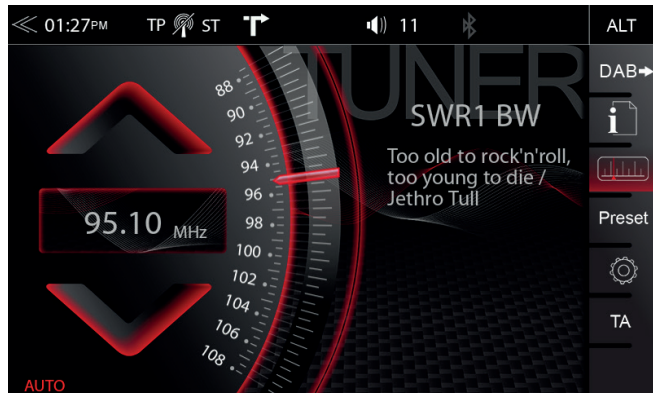 01:27PM TP ST 11 ALT
TUNER
DAB
i
SWR1 BW
Too old to rock'n'roll,
too young to die /
Jethro Tull
88
90
92
94
96
98
100
102
104
106
108
95.10 MHz
Preset
TA
AUTO